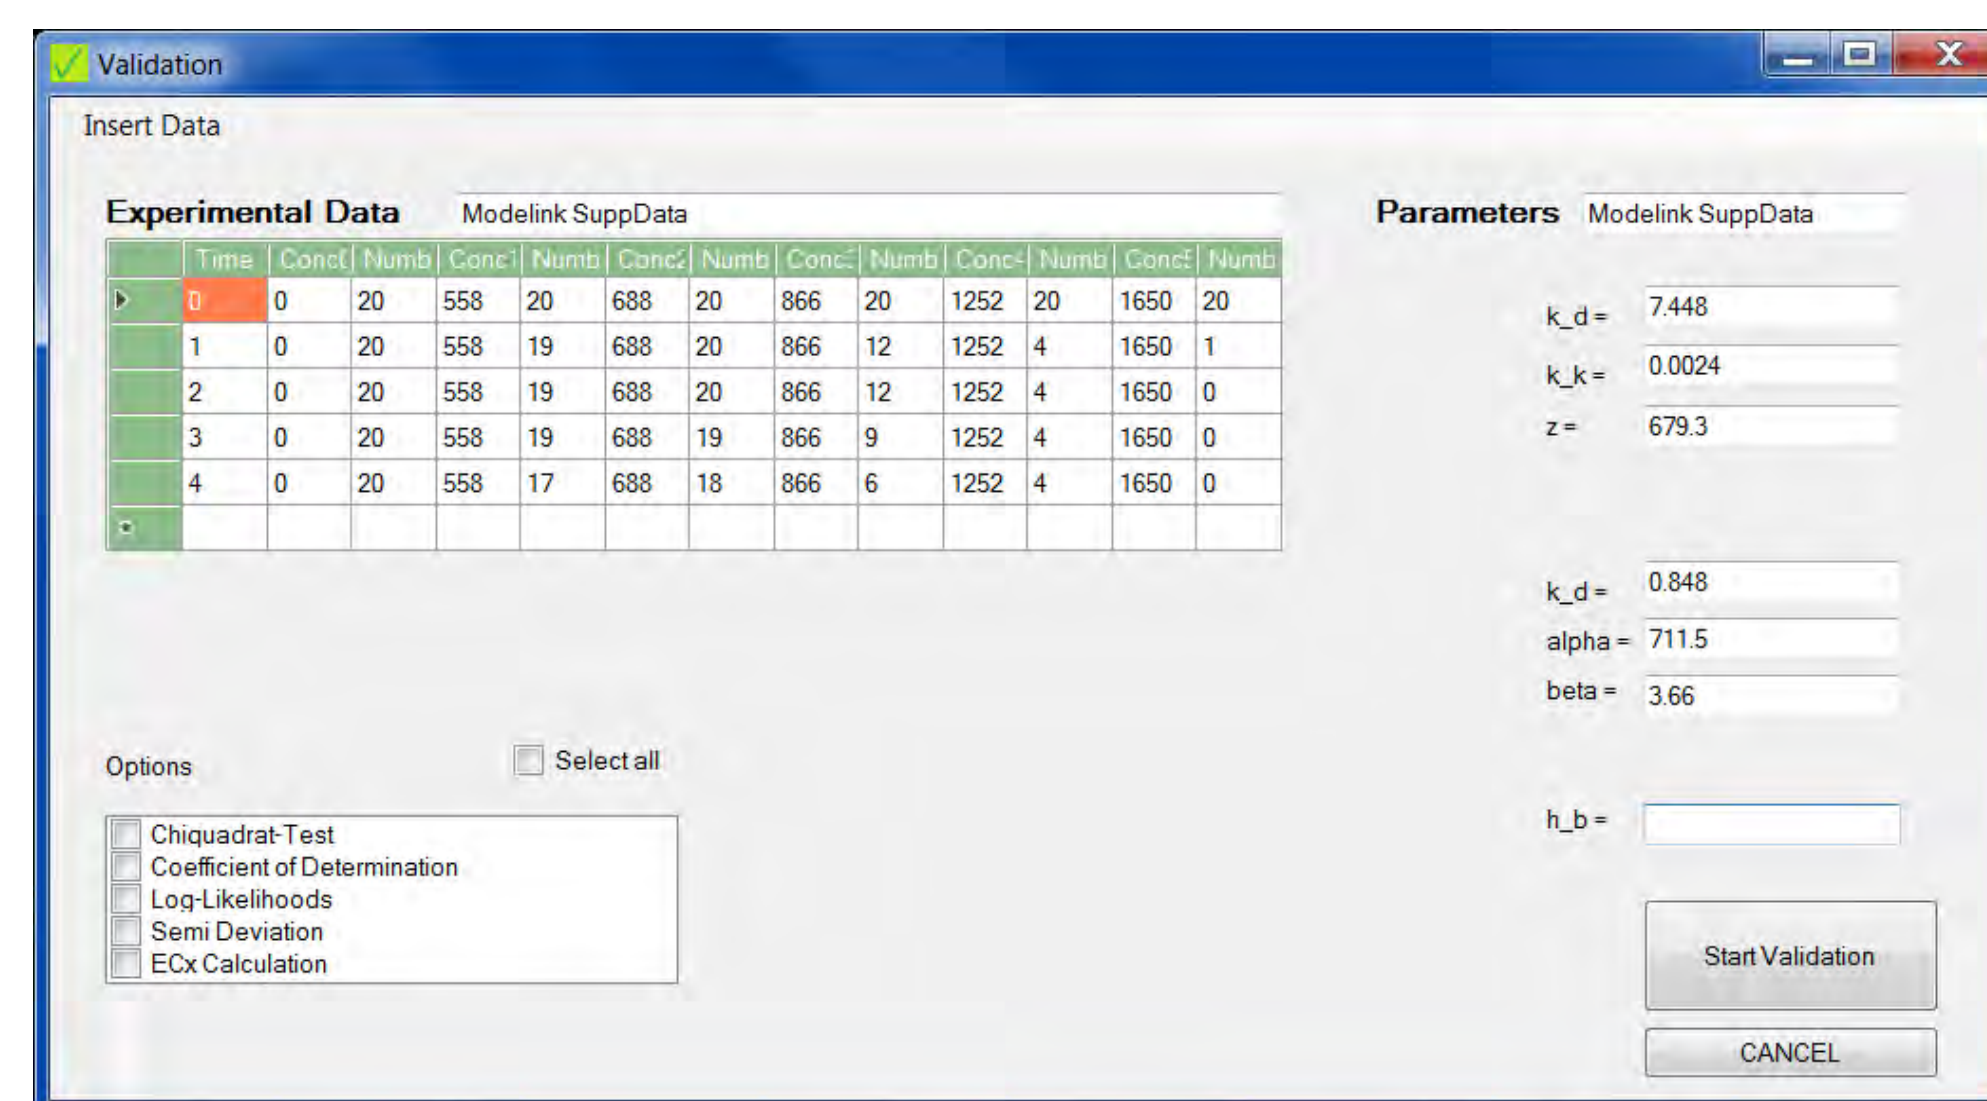 Validation
Insert Data
Experimental Data Modelink SuppData
Parameters Modelink SuppData
Time Conc Numb Conc1 Numb Conc2 Numb Conc Numb Conc Numb Conc Numb
0 0 20 558 20 688 20 866 20 1252 20 1650 20
1 0 20 558 19 688 20 866 12 1252 4 1650 1
2 0 20 558 19 688 20 866 12 1252 4 1650 0
3 0 20 558 19 688 19 866 9 1252 4 1650 0
4 0 20 558 17 688 18 866 6 1252 4 1650 0
k_d = 7.448
k_k = 0.0024
z = 679.3
k_d = 0.848
alpha = 711.5
beta = 3.66
Options Select all
Chiquadrat-Test
Coefficient of Determination
Log-Likelihoods
Semi Deviation
ECx Calculation
h_b =
Start Validation
CANCEL